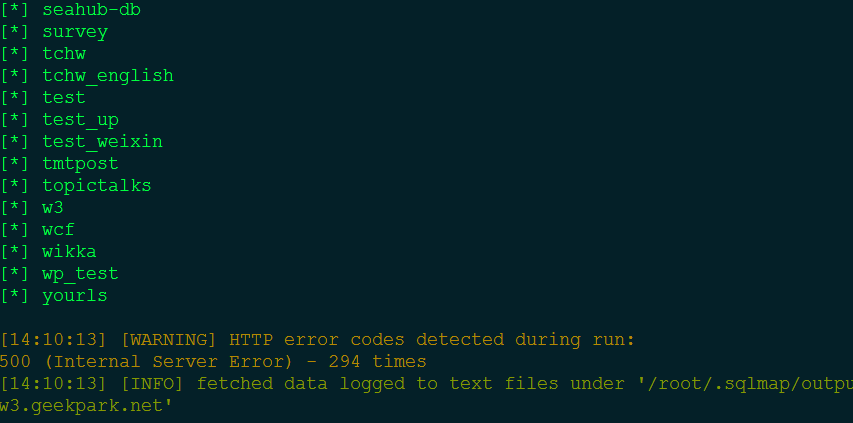 [*] seahub-db
[*] survey
[*] tchw
[*] tchw_english
[*] test
[*] test_up
[*] test_weixin
[*] tmtpost
[*] topictalks
[*] w3
[*] wcf
[*] wikka
[*] wp_test
[*] yourls
[14:10:13] [WARNING] HTTP error codes detected during run:
500 (Internal Server Error) - 294 times
[14:10:13] [INFO] fetched data logged to text files under '/root/.sqlmap/outpu
w3.geekpark.net'